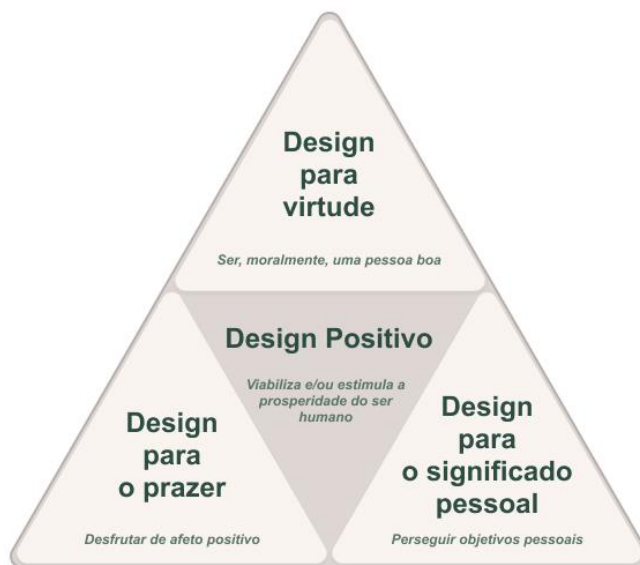 Design
para
virtude
Ser, moralmente, uma pessoa boa
Design Positivo
Viabiliza e/ou estimula a
prosperidade do ser
humano
Design
para
o prazer
Desfrutar de afeto positivo
Design
para
o significado
pessoal
Perseguir objetivos pessoais